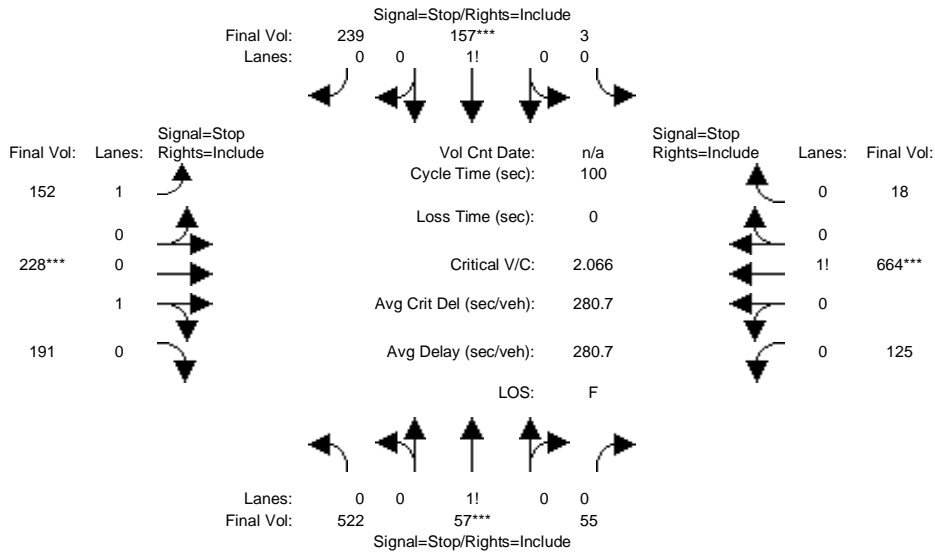 Signal=Stop/Rights=Include
Final Vol: 239 157*** 3
Lanes: 0 0 1! 0 0
Signal=Stop Signal=Stop
Final Vol: Lanes: Rights=Include Vol Cnt Date: n/a Rights=Include Lanes: Final Vol:
Cycle Time (sec): 100
152 1 0 18
Loss Time (sec): 0
0 0
228*** 0 Critical V/C: 2.066 1! 664***
1 Avg Crit Del (sec/veh): 280.7 0
191 0 Avg Delay (sec/veh): 280.7 0 125
LOS: F
Lanes: 0 0 1! 0 0
Final Vol: 522 57*** 55
Signal=Stop/Rights=Include